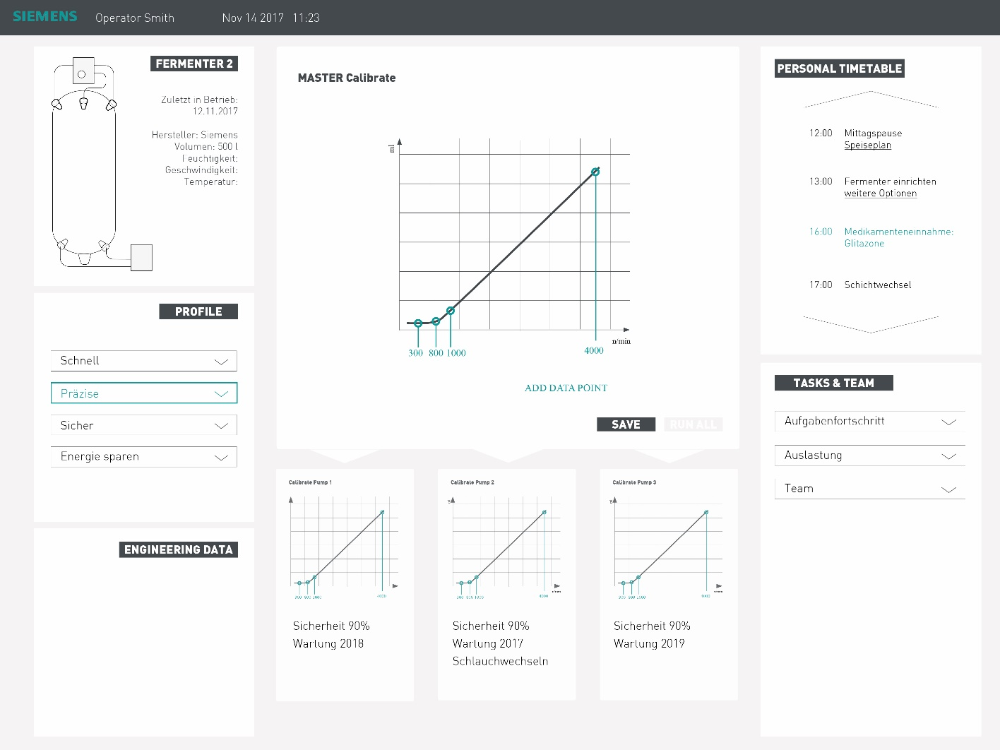 SIEMENS Operator Smith Nov 14 2017 11:23
FERMENTER 2
Zuletzt in Betrieb:
12.11.2017
Hersteller: Siemens
Volumen: 500 l
Feuchtigkeit:
Geschwindigkeit:
Temperatur:
PROFILE
Schnell
Präzise
Sicher
Energie sparen
ENGINEERING DATA
MASTER Calibrate
ml
n/min
300 800 1000 4000
ADD DATA POINT
SAVE RUN ALL
Calibrate Pump 1
300 800 1000 4000
Sicherheit 90%
Wartung 2018
Calibrate Pump 2
ml
n/min
300 800 1000 4000
Sicherheit 90%
Wartung 2017
Schlauchwechseln
Calibrate Pump 3
ml
n/min
300 800 1000 4000
Sicherheit 90%
Wartung 2019
PERSONAL TIMETABLE
12:00 Mittagspause
Speiseplan
13:00 Fermenter einrichten
weitere Optionen
16:00 Medikamenteneinnahme:
Glitazone
17:00 Schichtwechsel
TASKS & TEAM
Aufgabenfortschritt
Auslastung
Team